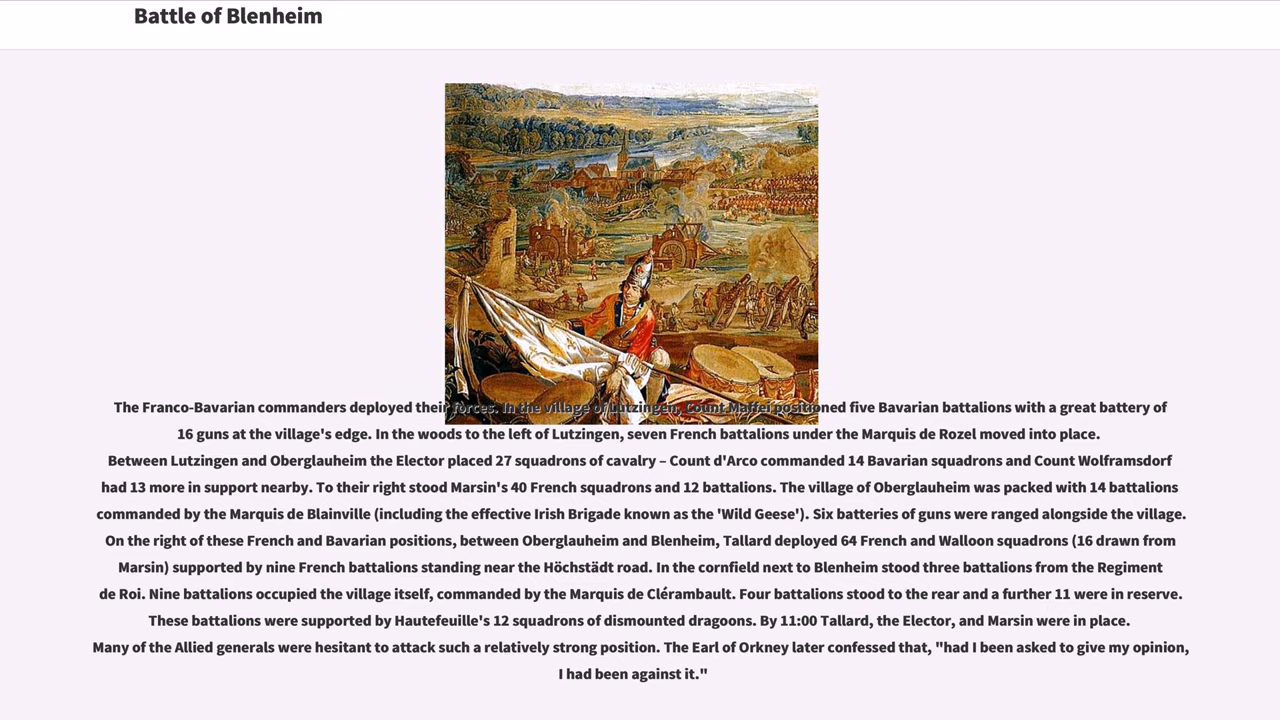 Battle of Blenheim
The Franco-Bavarian commanders deployed their forces. In the village of Lutzingen, Count Maffei positioned five Bavarian battalions with a great battery of
16 guns at the village's edge. In the woods to the left of Lutzingen, seven French battalions under the Marquis de Rozel moved into place.
Between Lutzingen and Oberglauheim the Elector placed 27 squadrons of cavalry – Count d'Arco commanded 14 Bavarian squadrons and Count Wolframsdorf
had 13 more in support nearby. To their right stood Marsin's 40 French squadrons and 12 battalions. The village of Oberglauheim was packed with 14 battalions
commanded by the Marquis de Blainville (including the effective Irish Brigade known as the 'Wild Geese'). Six batteries of guns were ranged alongside the village.
On the right of these French and Bavarian positions, between Oberglauheim and Blenheim, Tallard deployed 64 French and Walloon squadrons (16 drawn from
Marsin) supported by nine French battalions standing near the Höchstädt road. In the cornfield next to Blenheim stood three battalions from the Regiment
de Roi. Nine battalions occupied the village itself, commanded by the Marquis de Clérambault. Four battalions stood to the rear and a further 11 were in reserve.
These battalions were supported by Hautefeuille's 12 squadrons of dismounted dragoons. By 11:00 Tallard, the Elector, and Marsin were in place.
Many of the Allied generals were hesitant to attack such a relatively strong position. The Earl of Orkney later confessed that, "had I been asked to give my opinion,
I had been against it."